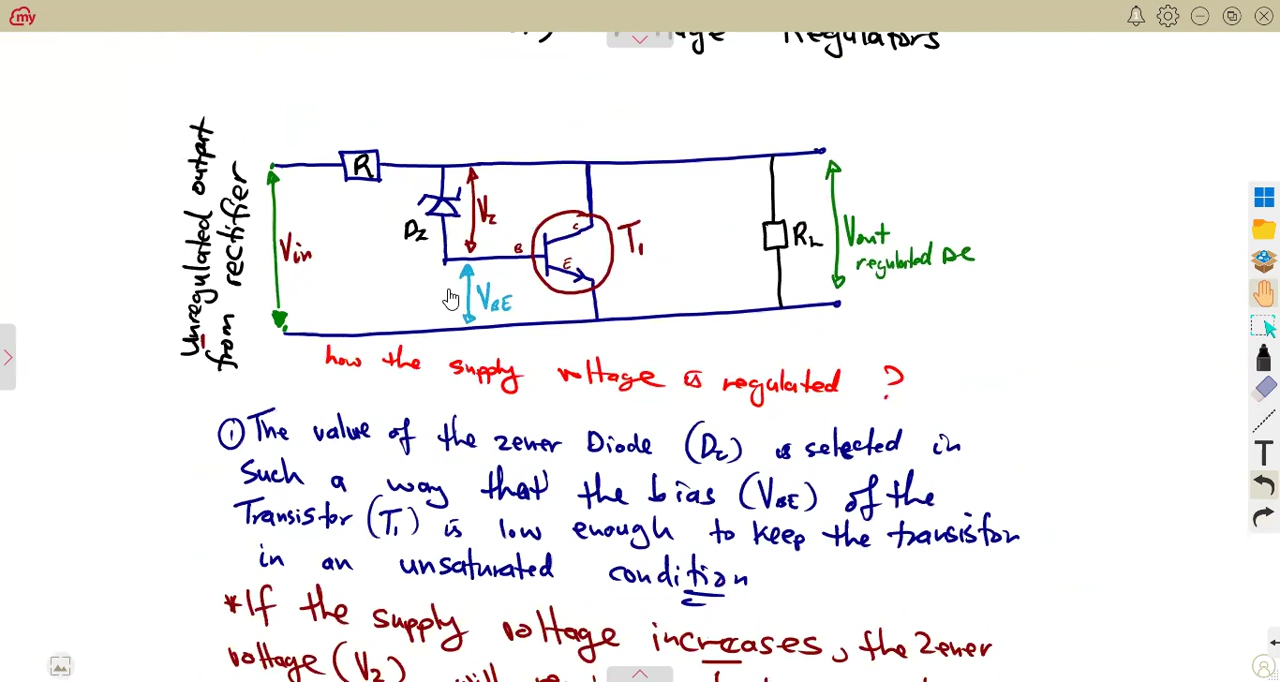 my
Regulators
Unregulated output
from rectifier
R
Vin
Dz
Vz
VBE
B
C
E
T1
RL
Vout
regulated DC
how the supply voltage is regulated ?
① The value of the zener Diode (Dz) is selected in
Such a way that the bias (VBE) of the
Transistor (T1) is low enough to keep the transistor
in an unsaturated condition
*If the supply voltage increases, the Zener
voltage (Vz) will
T